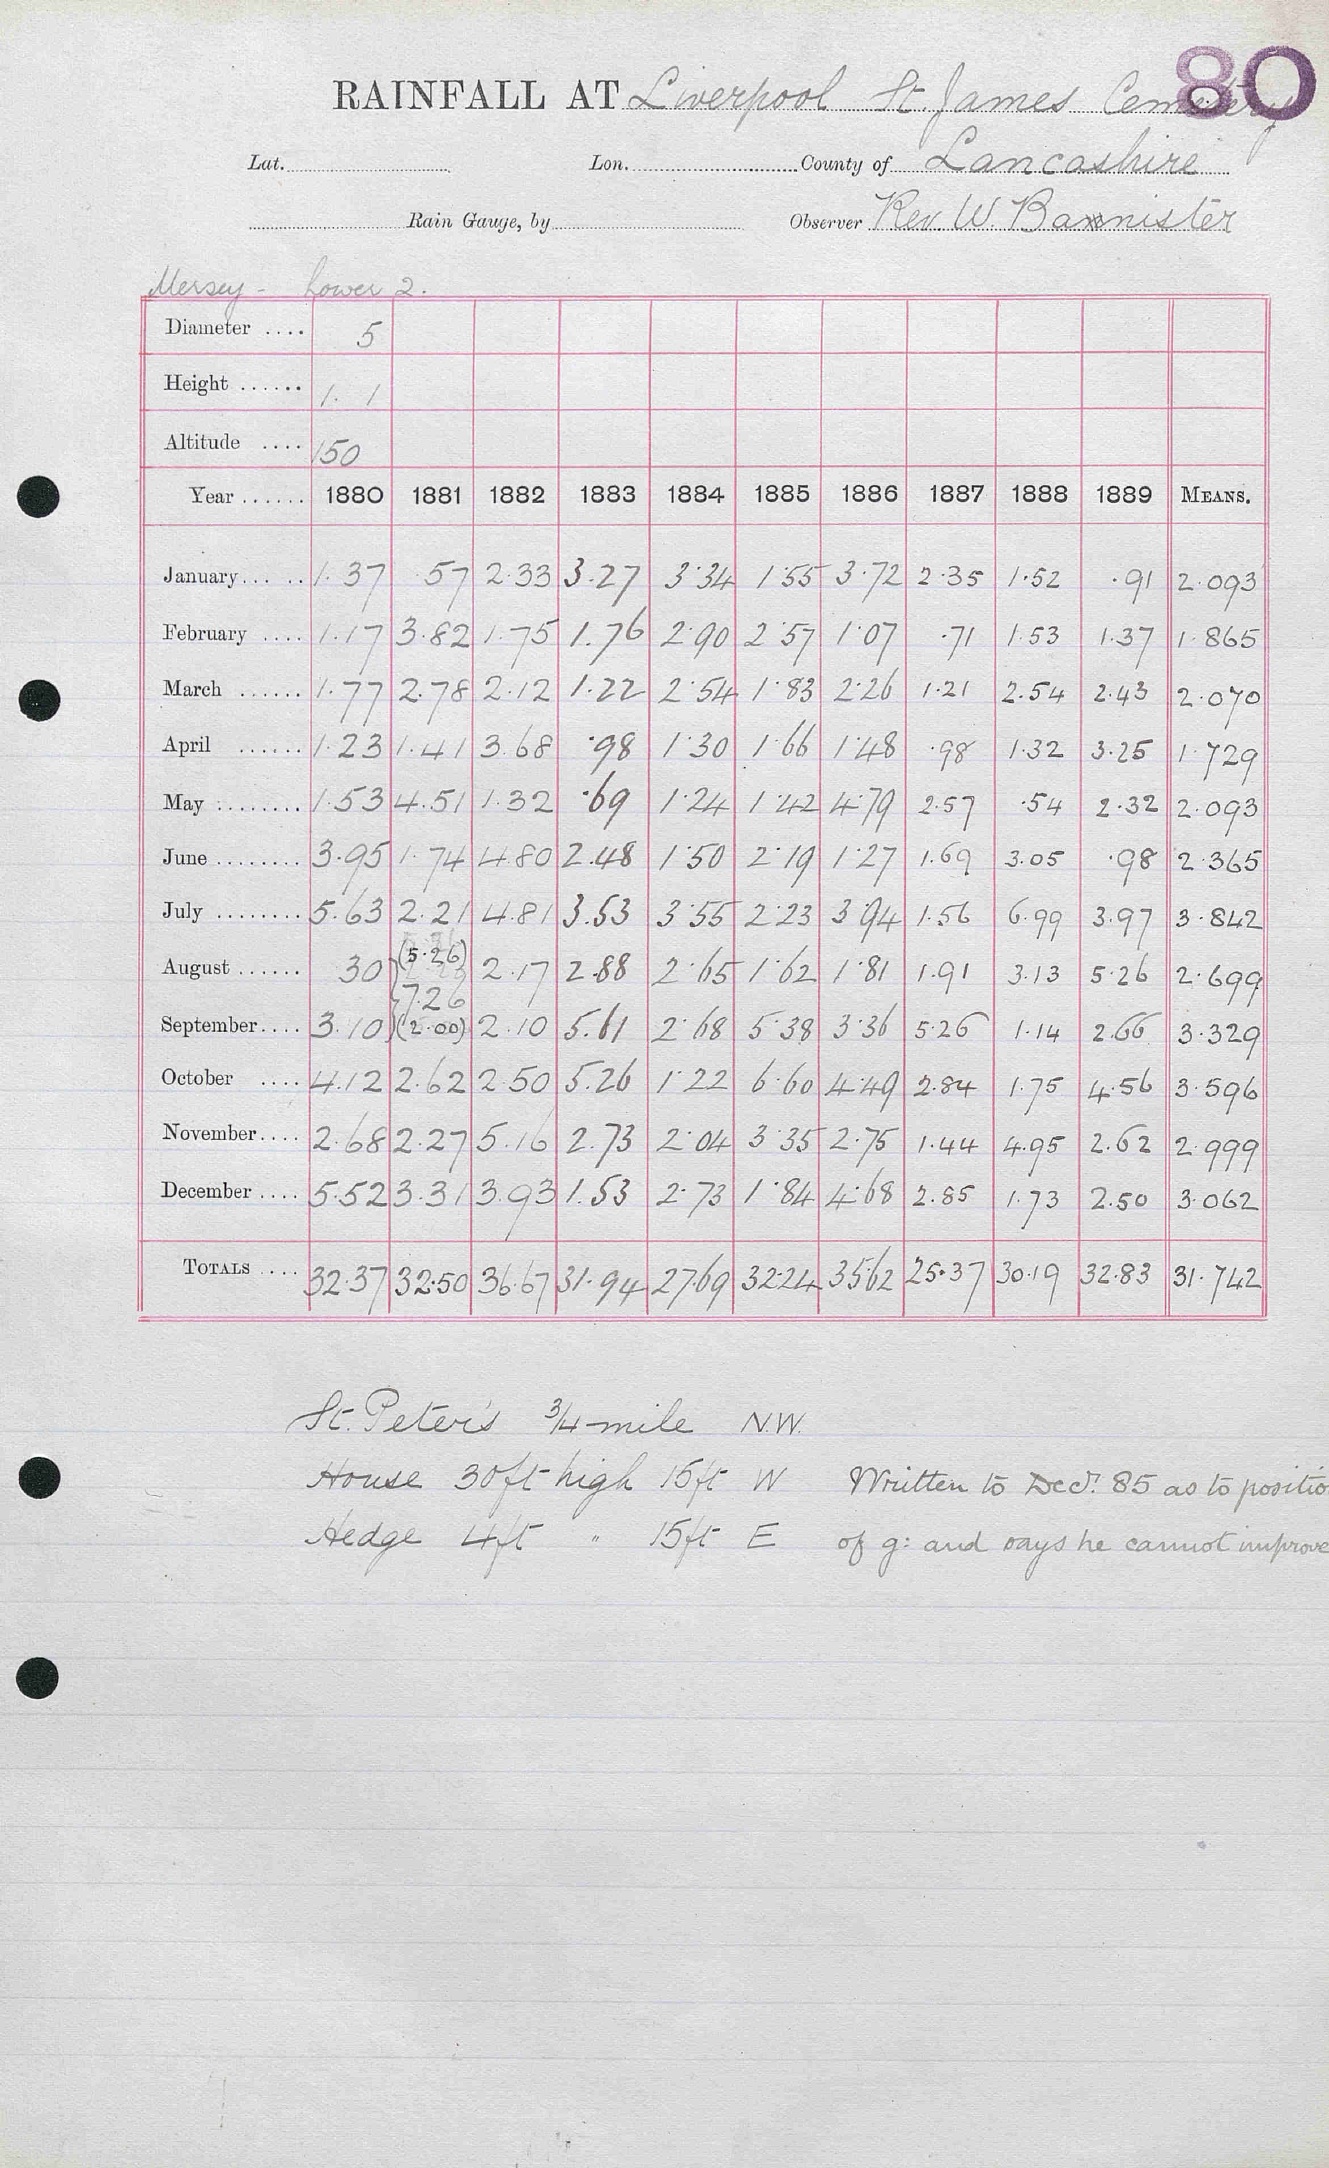 80
RAINFALL AT Liverpool St. James Cemetery
Lat. Lon. County of Lancashire
Rain Gauge, by Observer Rev. W. Bannister
Mersey - Lower 2.
Diameter .... 5
Height ...... 1. 1
Altitude .... 150
Year ...... 1880 1881 1882 1883 1884 1885 1886 1887 1888 1889 MEANS.
January... .. 1.37 .57 2.33 3.27 3.34 1.55 3.72 2.35 1.52 .91 2.093
February .... 1.17 3.82 1.75 1.76 2.90 2.57 1.07 .71 1.53 1.37 1.865
March ...... 1.77 2.78 2.12 1.22 2.54 1.83 2.26 1.21 2.54 2.43 2.070
April ...... 1.23 1.41 3.68 .98 1.30 1.66 1.48 .98 1.32 3.25 1.729
May ........ 1.53 4.51 1.32 .69 1.24 1.42 4.79 2.57 .54 2.32 2.093
June ........ 3.95 1.74 4.80 2.48 1.50 2.19 1.27 1.69 3.05 .98 2.365
July ........ 5.63 2.21 4.81 3.53 3.55 2.23 3.94 1.56 6.99 3.97 3.842
August ...... 30 (5.26) 2.17 2.88 2.65 1.62 1.81 1.91 3.13 5.26 2.699
7.26
September.... 3.10 (2.00) 2.10 5.61 2.68 5.38 3.36 5.26 1.14 2.66 3.329
October .... 4.12 2.62 2.50 5.26 1.22 6.60 4.49 2.84 1.75 4.56 3.596
November.... 2.68 2.27 5.16 2.73 2.04 3.35 2.75 1.44 4.95 2.62 2.999
December .... 5.52 3.31 3.93 1.53 2.73 1.84 4.68 2.85 1.73 2.50 3.062
TOTALS .... 32.37 32.50 36.67 31.94 27.69 32.24 35.62 25.37 30.19 32.83 31.742
St. Peter's 3/4 mile N.W.
House 30ft high 15ft W Written to Decr. 85 as to positio
Hedge 4ft " 15ft E of g: and says he cannot improve